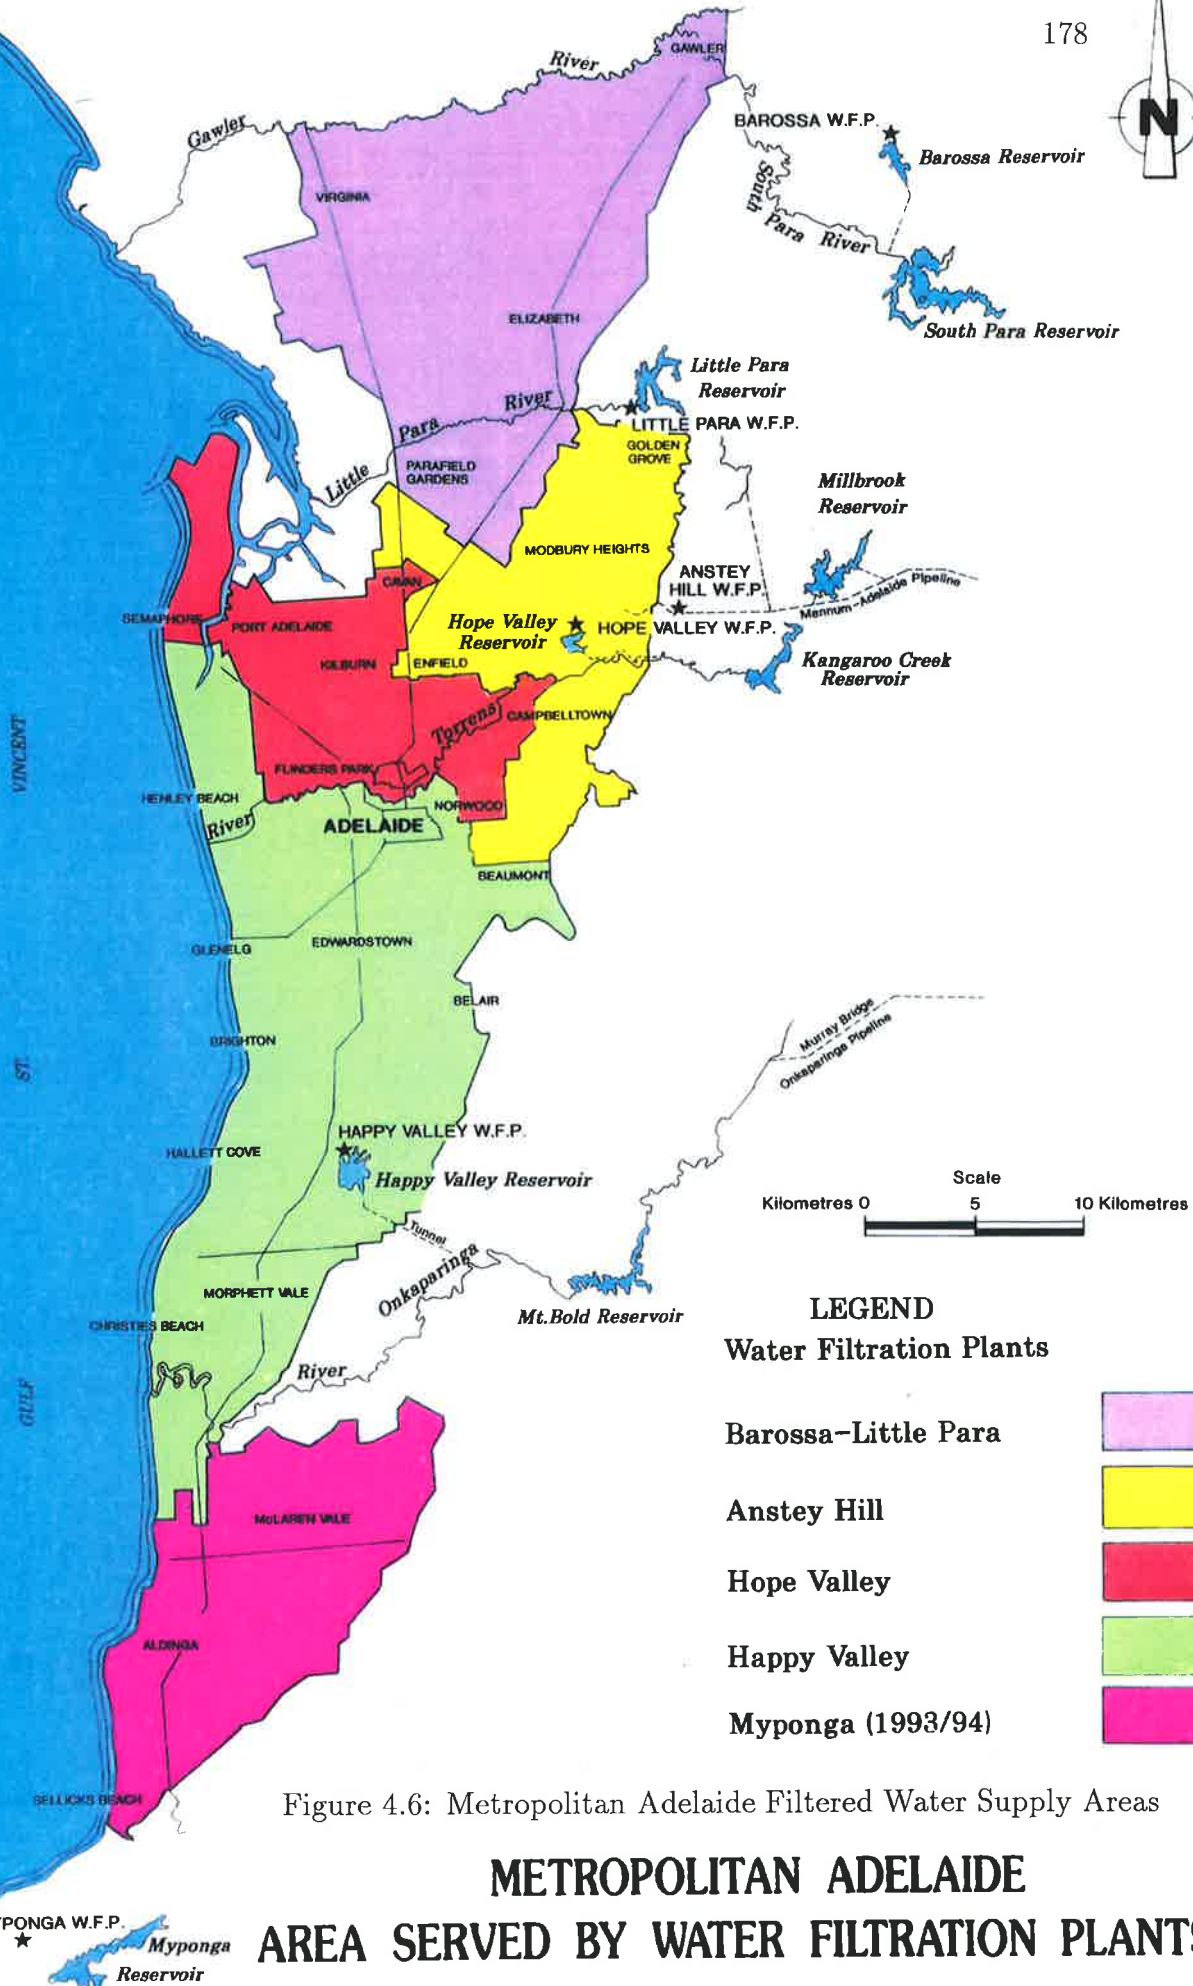 178
N
GAWLER
River
Gawler
BAROSSA W.F.P.
Barossa Reservoir
VIRGINIA
South
Para River
South Para Reservoir
ELIZABETH
Little Para
Reservoir
River
Para
Little
LITTLE PARA W.F.P.
GOLDEN
GROVE
PARAFIELD
GARDENS
Millbrook
Reservoir
MODBURY HEIGHTS
ANSTEY
HILL W.F.P.
Mannum-Adelaide Pipeline
CAVAN
SEMAPHORE
PORT ADELAIDE
Hope Valley
Reservoir
HOPE VALLEY W.F.P.
KILBURN
ENFIELD
Kangaroo Creek
Reservoir
Torrens
CAMPBELLTOWN
VINCENT
FLINDERS PARK
HENLEY BEACH
NORWOOD
River
ADELAIDE
BEAUMONT
GLENELG
EDWARDSTOWN
BELAIR
Murray Bridge
Onkaparinga Pipeline
BRIGHTON
ST.
HAPPY VALLEY W.F.P.
HALLETT COVE
Happy Valley Reservoir
Scale
Kilometres 0 5 10 Kilometres
Tunnel
Onkaparinga
MORPHETT VALE
Mt.Bold Reservoir
CHRISTIES BEACH
River
GULF
LEGEND
Water Filtration Plants
Barossa-Little Para
Anstey Hill
McLAREN VALE
Hope Valley
ALDINGA
Happy Valley
Myponga (1993/94)
SELLICKS BEACH
Figure 4.6: Metropolitan Adelaide Filtered Water Supply Areas
METROPOLITAN ADELAIDE
AREA SERVED BY WATER FILTRATION PLANTS
YPONGA W.F.P.
Myponga
Reservoir